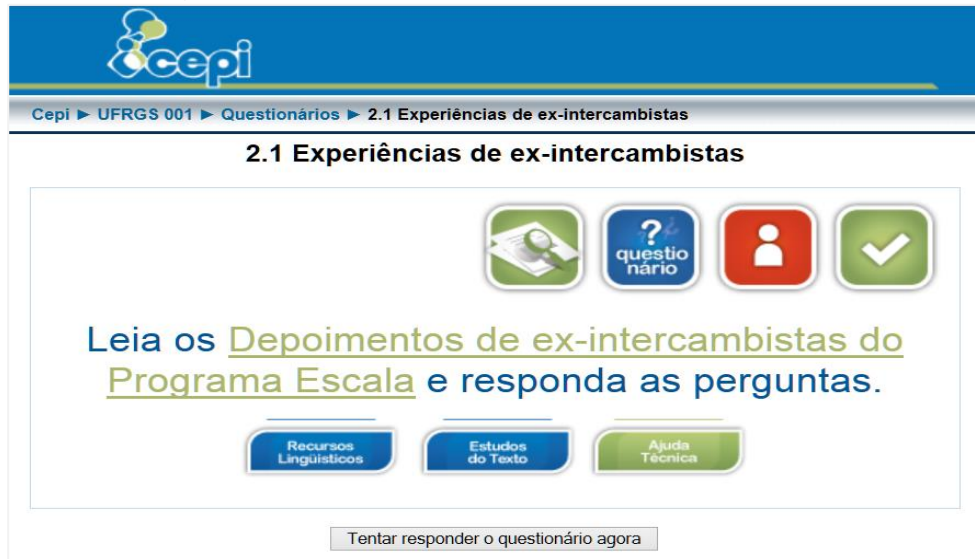 cepi
Cepi ► UFRGS 001 ► Questionários ► 2.1 Experiências de ex-intercambistas
2.1 Experiências de ex-intercambistas
? questio
nário
Leia os Depoimentos de ex-intercambistas do
Programa Escala e responda as perguntas.
Recursos
Lingüisticos
Estudos
do Texto
Ajuda
Técnica
Tentar responder o questionário agora